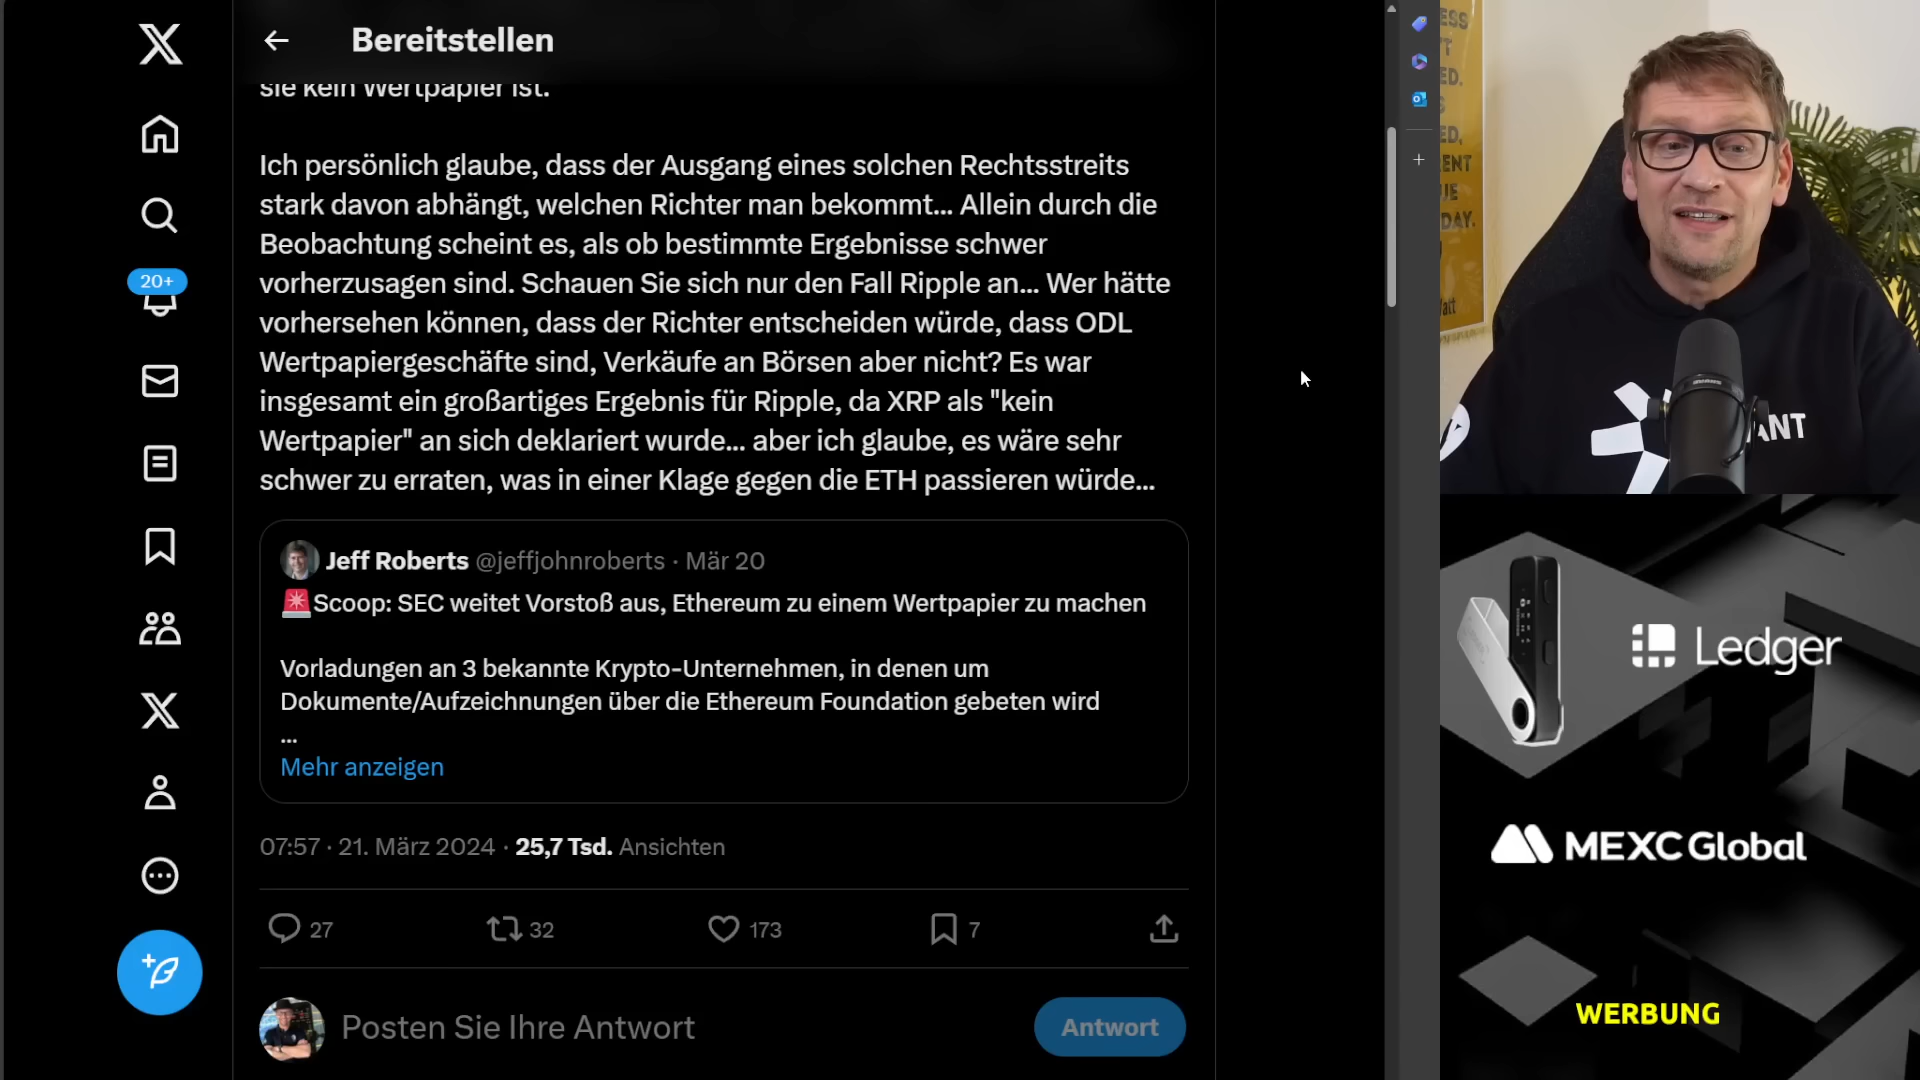 Bereitstellen
sie kein Wertpapier ist.
Ich persönlich glaube, dass der Ausgang eines solchen Rechtsstreits
stark davon abhängt, welchen Richter man bekommt... Allein durch die
Beobachtung scheint es, als ob bestimmte Ergebnisse schwer
vorherzusagen sind. Schauen Sie sich nur den Fall Ripple an... Wer hätte
vorhersehen können, dass der Richter entscheiden würde, dass ODL
Wertpapiergeschäfte sind, Verkäufe an Börsen aber nicht? Es war
insgesamt ein großartiges Ergebnis für Ripple, da XRP als "kein
Wertpapier" an sich deklariert wurde... aber ich glaube, es wäre sehr
schwer zu erraten, was in einer Klage gegen die ETH passieren würde...
Jeff Roberts @jeffjohnroberts · Mär 20
Scoop: SEC weitet Vorstoß aus, Ethereum zu einem Wertpapier zu machen
Vorladungen an 3 bekannte Krypto-Unternehmen, in denen um
Dokumente/Aufzeichnungen über die Ethereum Foundation gebeten wird
...
Mehr anzeigen
07:57 · 21. März 2024 · 25,7 Tsd. Ansichten
27 32 173 7
Posten Sie Ihre Antwort
Antwort
20+
ESS
ED.
ED,
ENT
UE
DAY.
ANT
Ledger
MEXC Global
WERBUNG